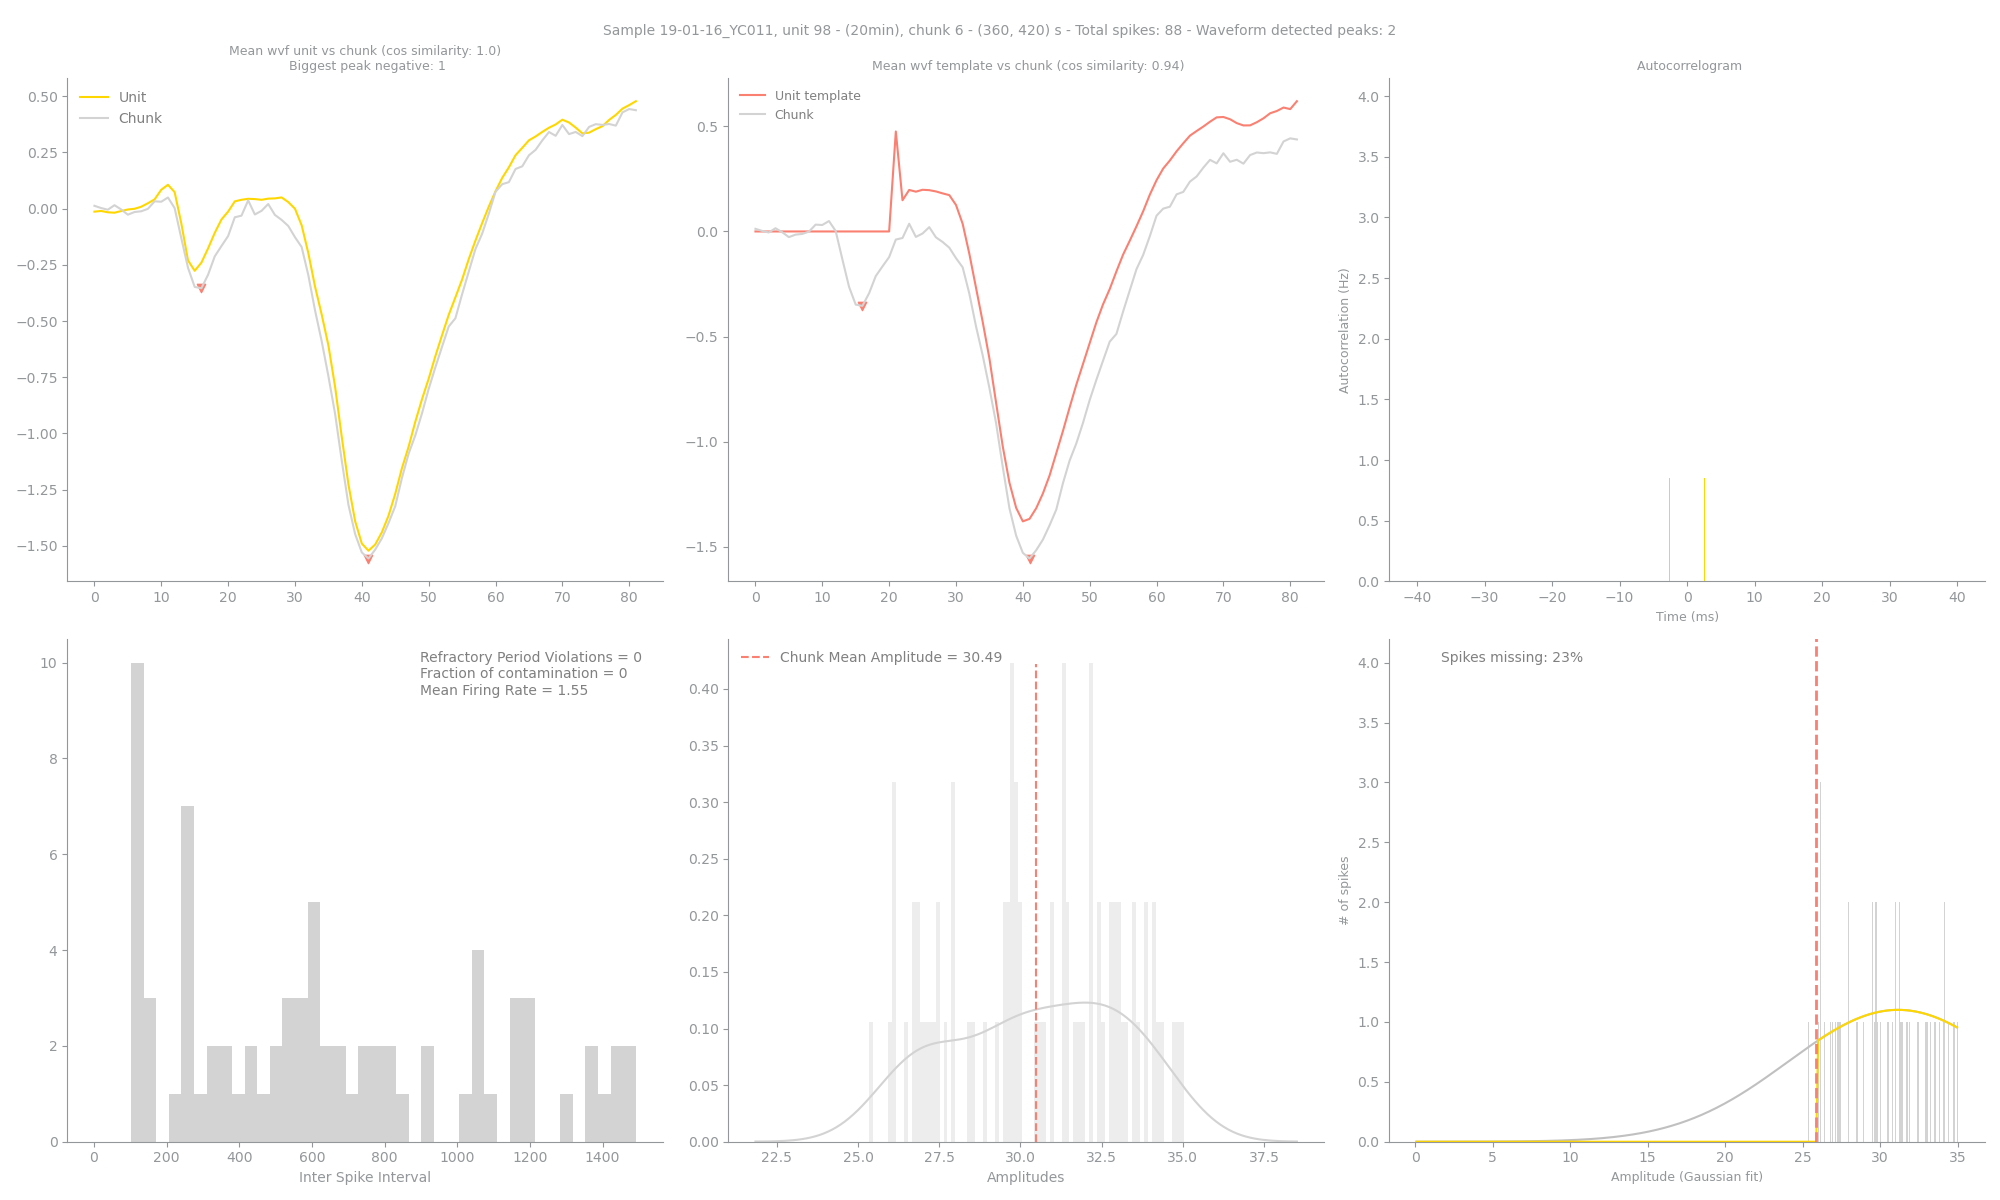 Sample 19-01-16_YC011, unit 98 - (20min), chunk 6 - (360, 420) s - Total spikes: 88 - Waveform detected peaks: 2
Mean wvf unit vs chunk (cos similarity: 1.0)
Biggest peak negative: 1
Unit
Chunk
0.50
0.25
0.00
−0.25
−0.50
−0.75
−1.00
−1.25
−1.50
0 10 20 30 40 50 60 70 80
Mean wvf template vs chunk (cos similarity: 0.94)
Unit template
Chunk
0.5
0.0
−0.5
−1.0
−1.5
0 10 20 30 40 50 60 70 80
Autocorrelogram
Autocorrelation (Hz)
4.0
3.5
3.0
2.5
2.0
1.5
1.0
0.5
0.0
−40 −30 −20 −10 0 10 20 30 40
Time (ms)
Refractory Period Violations = 0
Fraction of contamination = 0
Mean Firing Rate = 1.55
10
8
6
4
2
0
0 200 400 600 800 1000 1200 1400
Inter Spike Interval
Chunk Mean Amplitude = 30.49
0.40
0.35
0.30
0.25
0.20
0.15
0.10
0.05
0.00
22.5 25.0 27.5 30.0 32.5 35.0 37.5
Amplitudes
Spikes missing: 23%
# of spikes
4.0
3.5
3.0
2.5
2.0
1.5
1.0
0.5
0.0
0 5 10 15 20 25 30 35
Amplitude (Gaussian fit)